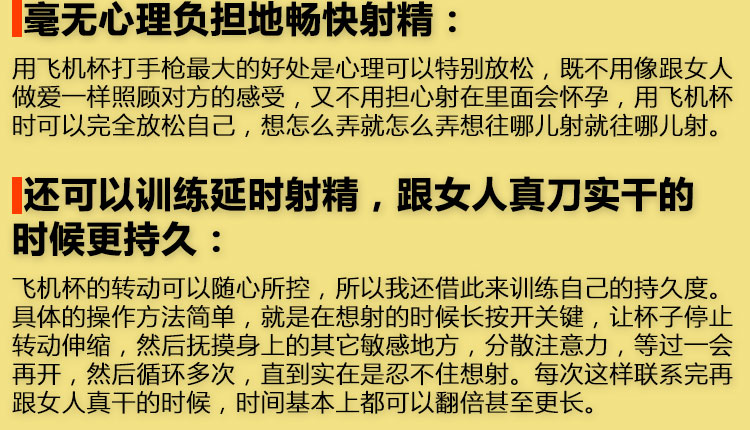 毫无心理负担地畅快射精：
用飞机杯打手枪最大的好处是心理可以特别放松，既不用像跟女人
做爱一样照顾对方的感受，又不用担心射在里面会怀孕，用飞机杯
时可以完全放松自己，想怎么弄就怎么弄想往哪儿射就往哪儿射。
还可以训练延时射精，跟女人真刀实干的
时候更持久：
飞机杯的转动可以随心所控，所以我还借此来训练自己的持久度。
具体的操作方法简单，就是在想射的时候长按开关键，让杯子停止
转动伸缩，然后抚摸身上的其它敏感地方，分散注意力，等过一会
再开，然后循环多次，直到实在是忍不住想射。每次这样联系完再
跟女人真干的时候，时间基本上都可以翻倍甚至更长。